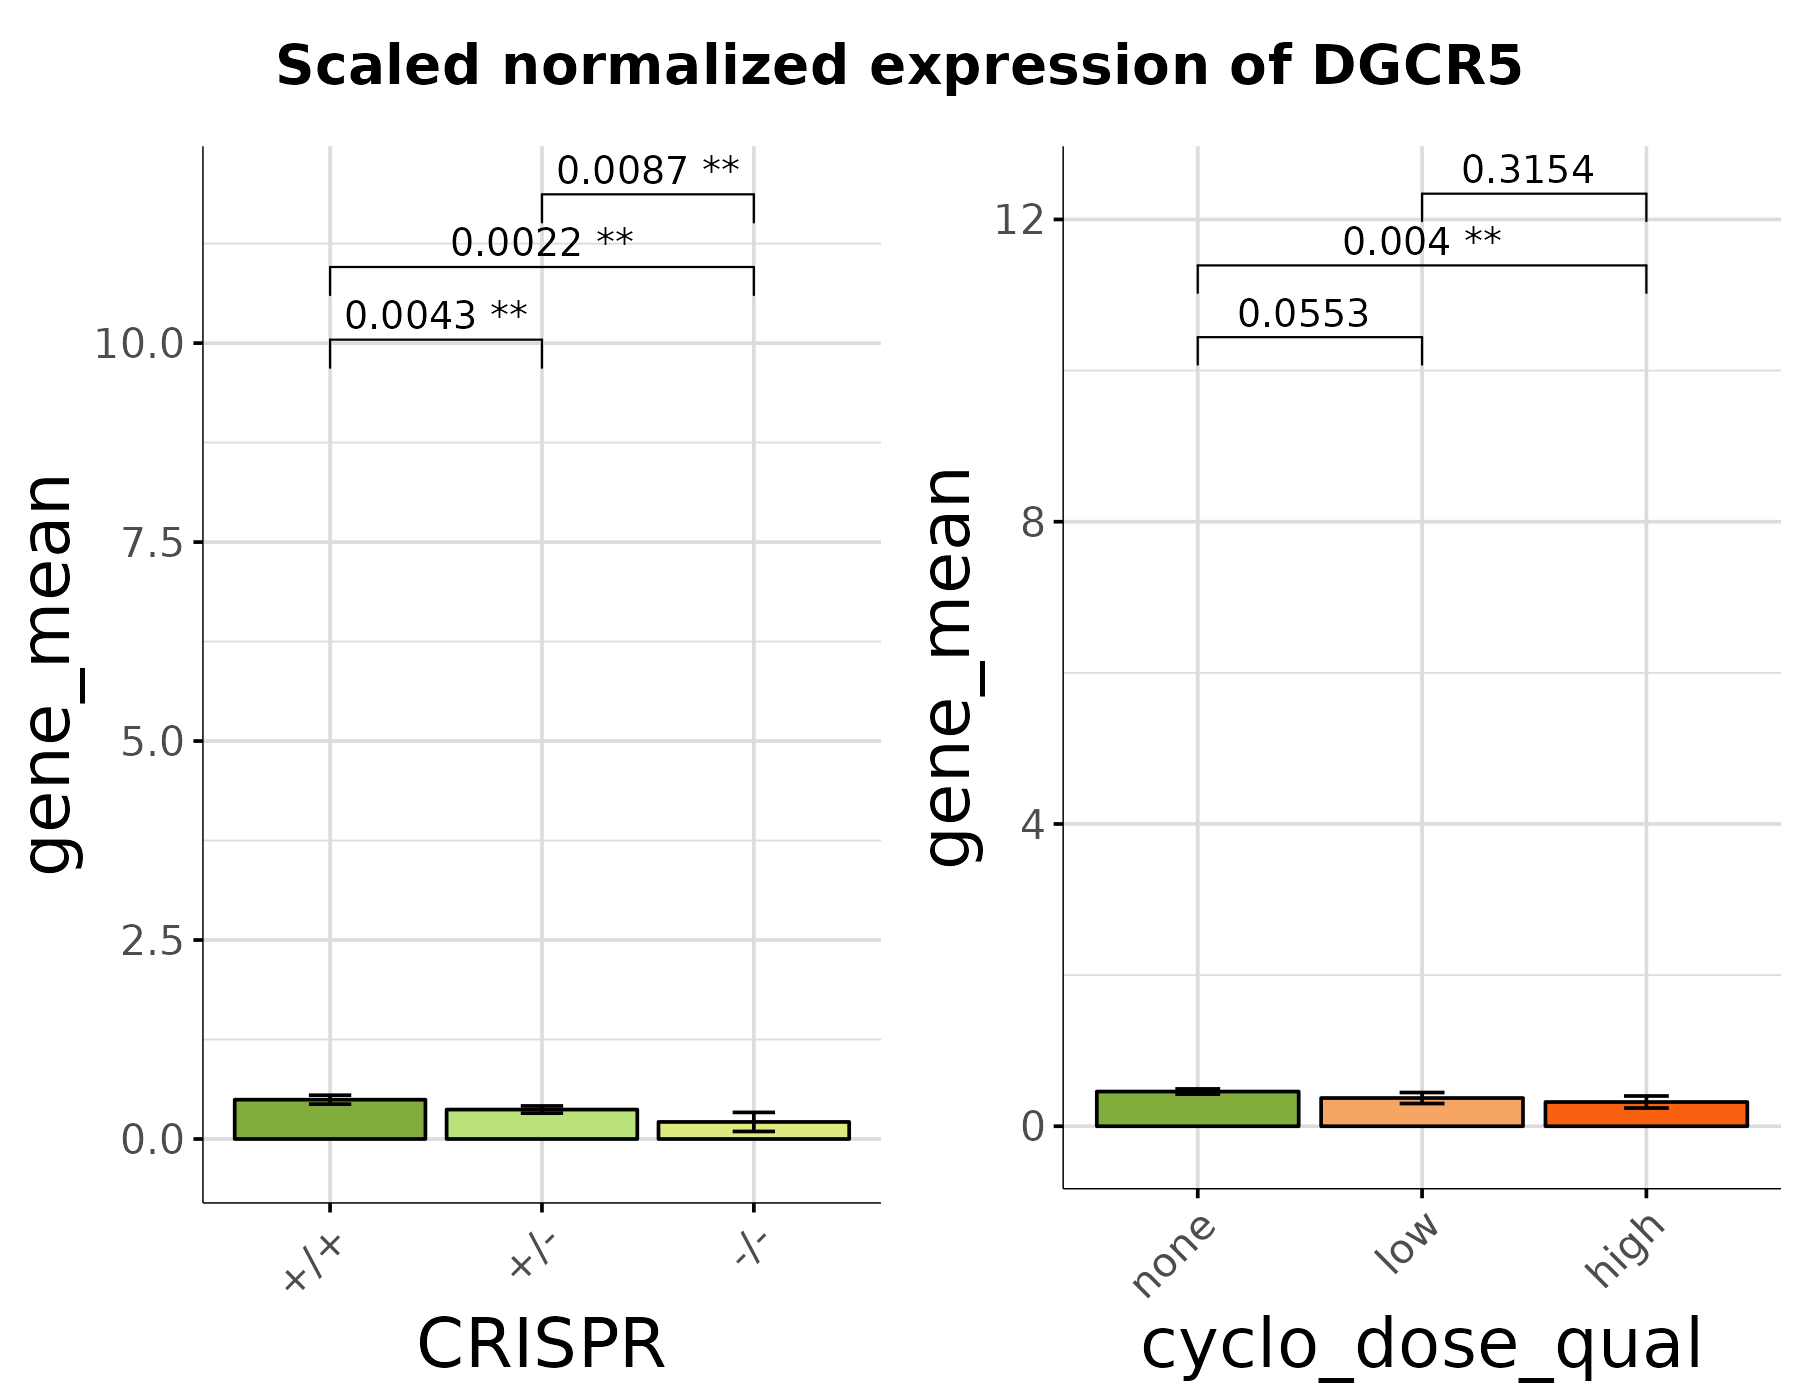 Scaled normalized expression of DGCR5
0.0087 **
0.0022 **
0.0043 **
10.0
7.5
5.0
2.5
0.0
gene_mean
+/+
+/-
-/-
CRISPR
0.3154
0.004 **
0.0553
12
8
4
0
gene_mean
none
low
high
cyclo_dose_qual